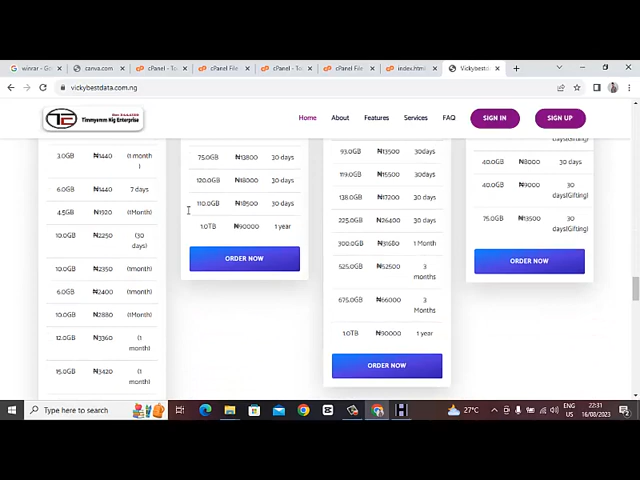 winrar - Go
canva.com
cPanel - To
cPanel File
cPanel - To
cPanel File
index.html
Vickybestd
vickybestdata.com.ng
Timmyemm Nig Enterprise
Home
About
Features
Services
FAQ
SIGN IN
SIGN UP
3.0GB ₦1440 (1 month
)
6.0GB ₦1440 7 days
4.5GB ₦1920 (1Month)
10.0GB ₦2250 (30
days)
10.0GB ₦2350 (1month)
6.0GB ₦2400 (1month)
10.0GB ₦2880 (1Month)
12.0GB ₦3360 (1
month)
15.0GB ₦3420 (1
month)
75.0GB ₦13800 30 days
120.0GB ₦18000 30 days
110.0GB ₦18500 30 days
1.0TB ₦90000 1 year
ORDER NOW
93.0GB ₦13500 30days
119.0GB ₦15500 30days
138.0GB ₦17200 30 days
225.0GB ₦26400 30 days
300.0GB ₦31680 1 Month
525.0GB ₦52500 3
months
675.0GB ₦66000 3
Months
1.0TB ₦90000 1 year
ORDER NOW
days(Gifting)
40.0GB ₦8000 30 days
40.0GB ₦9000 30
days(Gifting)
75.0GB ₦13500 30
days(Gifting)
ORDER NOW
Type here to search
27°C
ENG
US
22:31
16/08/2023